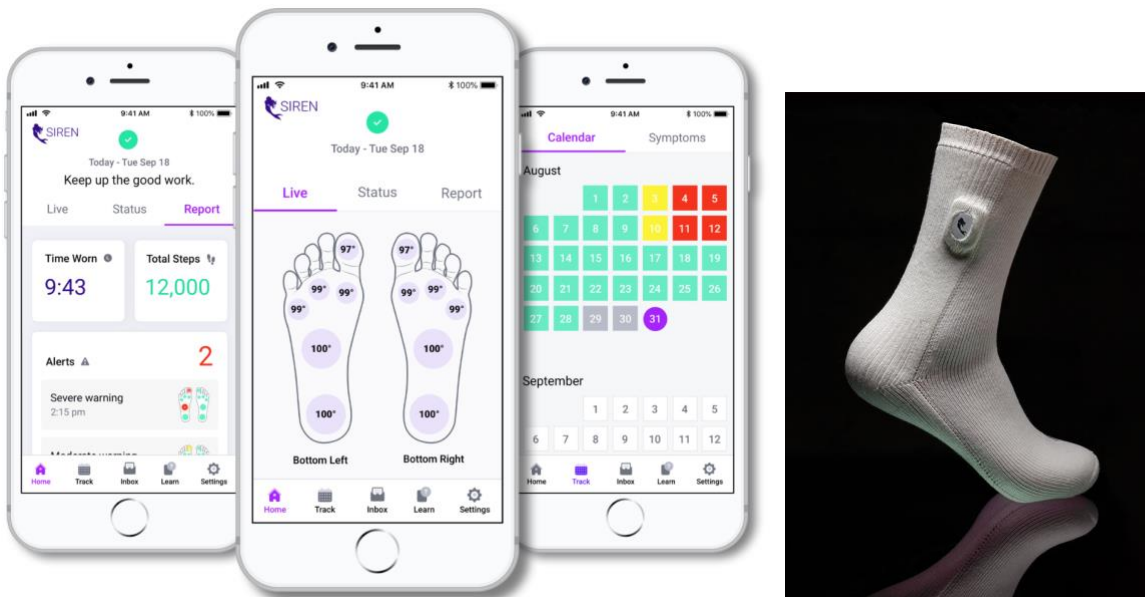 9:41 AM
100%
SIREN
Today - Tue Sep 18
Keep up the good work.
Live Status Report
Time Worn
9:43
Total Steps
12,000
Alerts
2
Severe warning
2:15 pm
Moderate warning
Home Track Inbox Learn Settings
9:41 AM
100%
SIREN
Today - Tue Sep 18
Live Status Report
97° 97°
99° 99° 99° 99°
99° 99°
100° 100°
100° 100°
Bottom Left Bottom Right
Home Track Inbox Learn Settings
9:41 AM
100%
Calendar Symptoms
August
1 2 3 4 5
6 7 8 9 10 11 12
13 14 15 16 17 18 19
20 21 22 23 24 25 26
27 28 29 30 31
September
1 2 3 4 5
6 7 8 9 10 11 12
Home Track Inbox Learn Settings